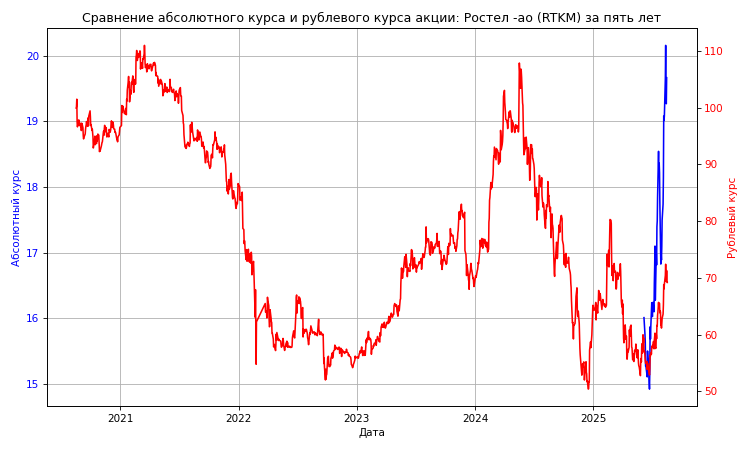 Сравнение абсолютного курса и рублевого курса акции: Ростел -ао (RTKM) за пять лет
Абсолютный курс
20
19
18
17
16
15
110
100
90
80
70
60
50
Рублевый курс
2021 2022 2023 2024 2025
Дата